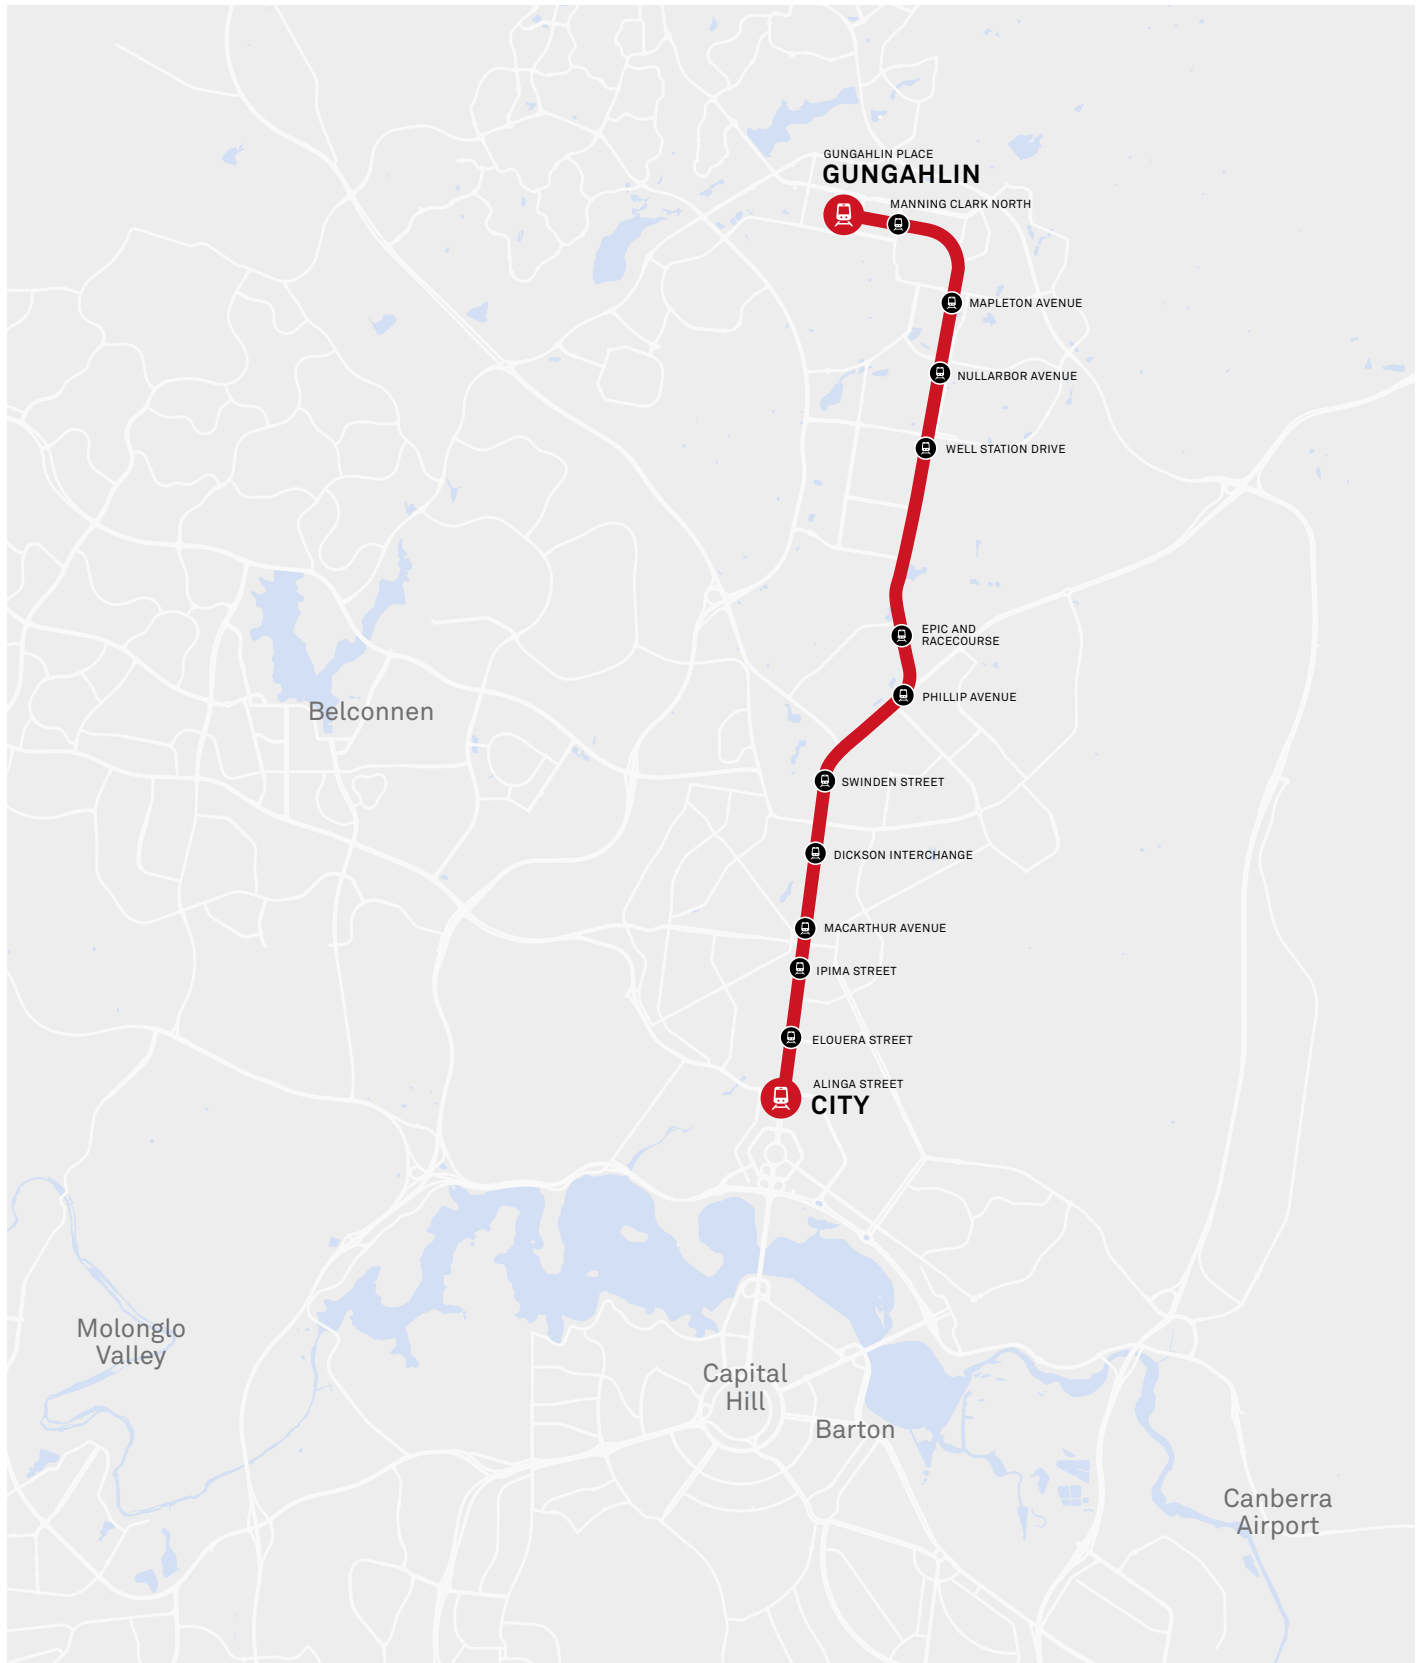 GUNGAHLIN PLACE
GUNGAHLIN
MANNING CLARK NORTH
MAPLETON AVENUE
NULLARBOR AVENUE
WELL STATION DRIVE
EPIC AND
RACECOURSE
PHILLIP AVENUE
Belconnen
SWINDEN STREET
DICKSON INTERCHANGE
MACARTHUR AVENUE
IPIMA STREET
ELOUERA STREET
ALINGA STREET
CITY
Molonglo
Valley
Capital
Hill
Barton
Canberra
Airport